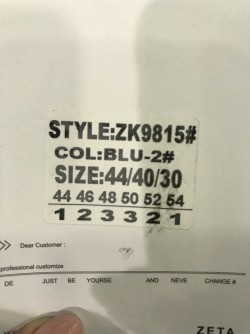 STYLE:ZK9815#
COL:BLU-2#
SIZE:44/40/30
44 46 48 50 52 54
1 2 3 3 2 1
Dear Customer :
professional customize
DE JUST BE YOURSE AND NEVE CHANGE #
ZETA